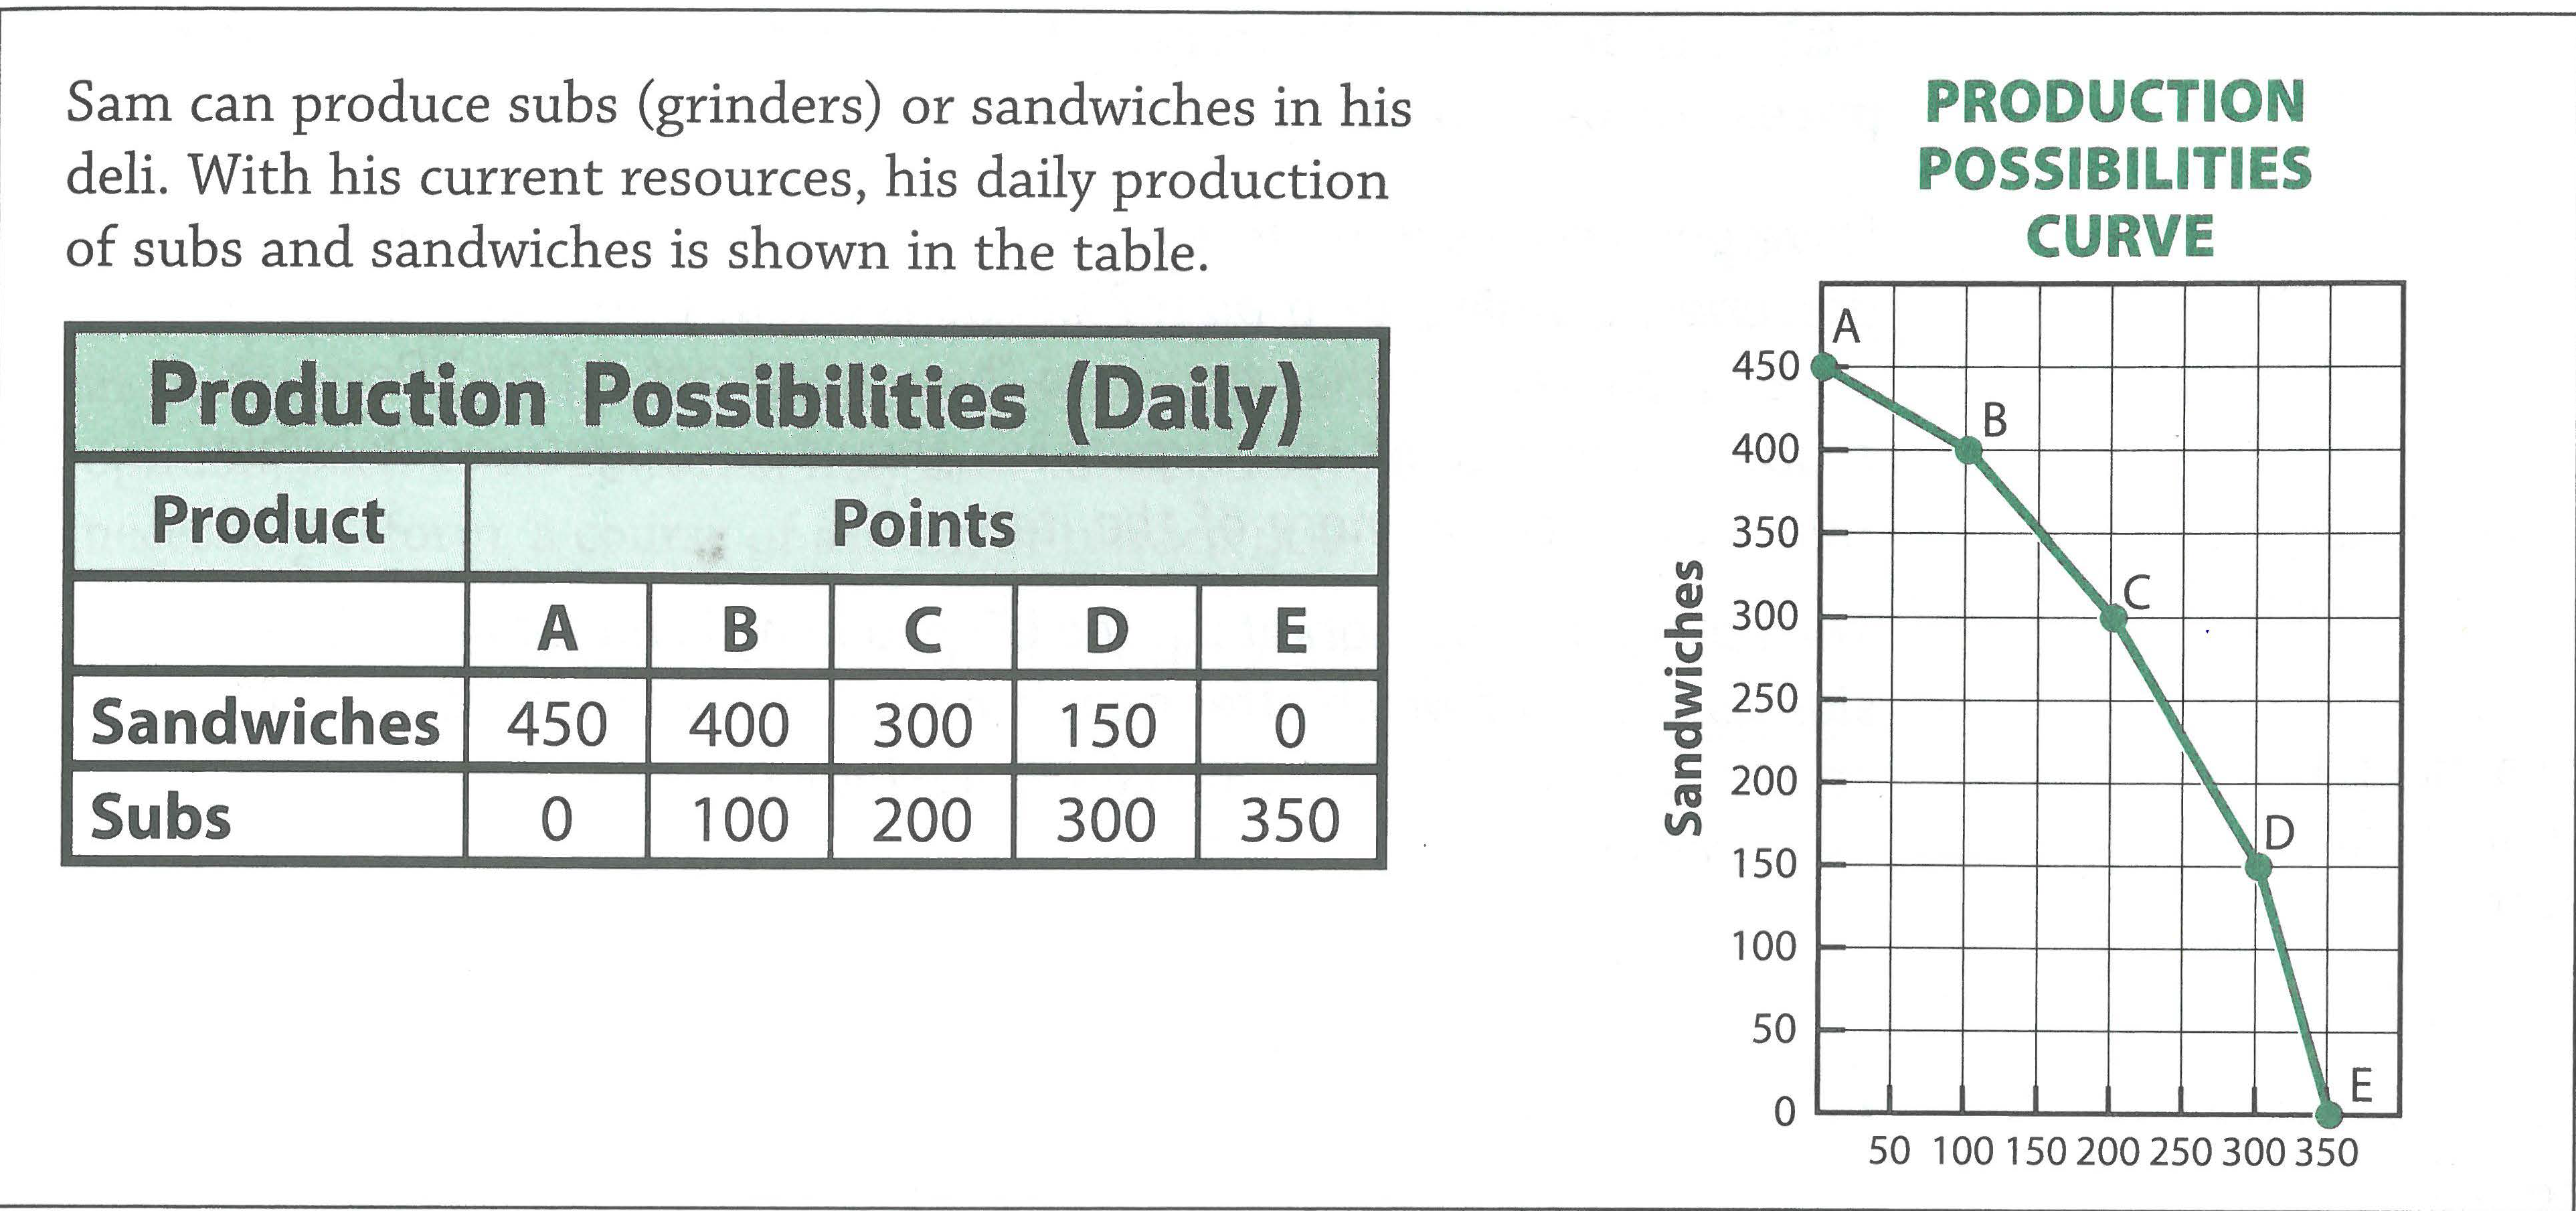 Sam can produce subs (grinders) or sandwiches in his
deli. With his current resources, his daily production
of subs and sandwiches is shown in the table.
Production Possibilities (Daily)
Product Points
A B C D E
Sandwiches 450 400 300 150 0
Subs 0 100 200 300 350
PRODUCTION
POSSIBILITIES
CURVE
Sandwiches
A
450
B
400
350
C
300
250
200
D
150
100
50
E
0
50 100 150 200 250 300 350